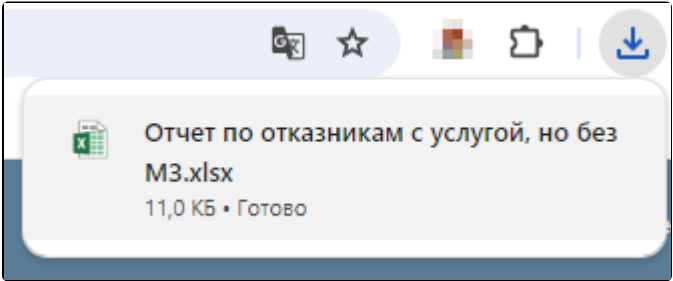 Отчет по отказникам с услугой, но без
МЗ.xlsx
11,0 КБ • Готово